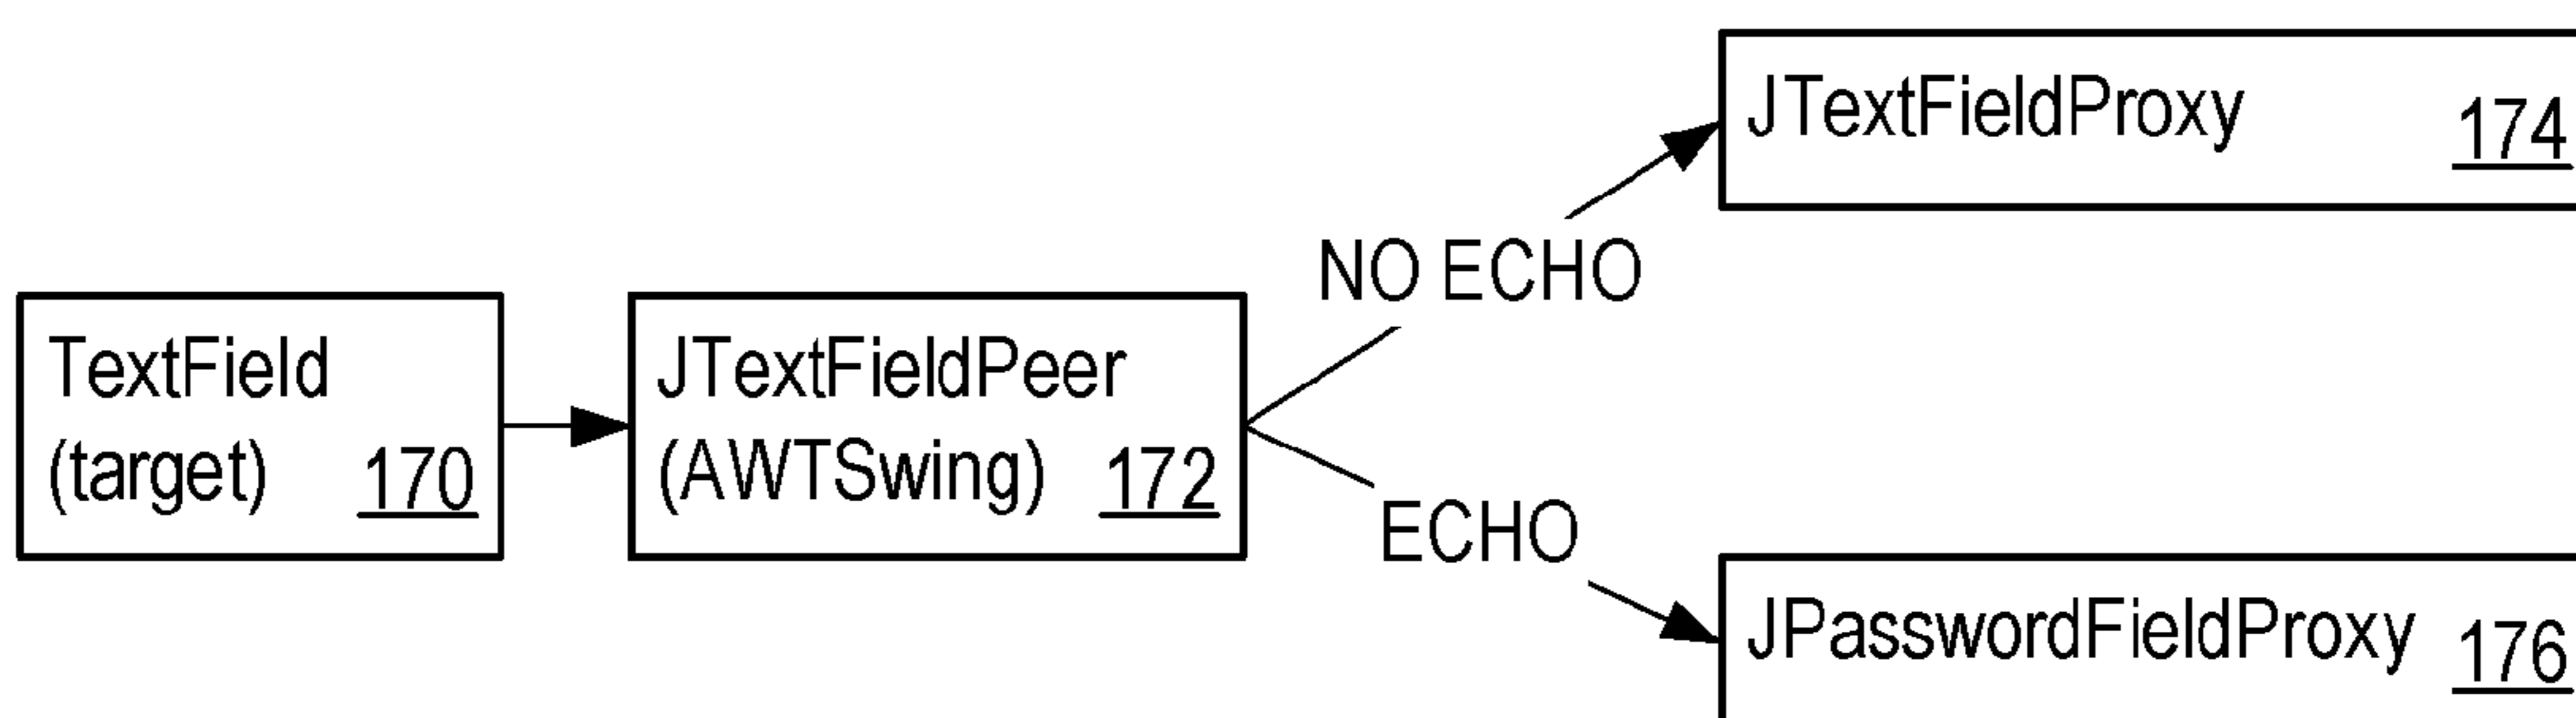 JTextFieldProxy 174
NO ECHO
TextField
(target) 170
JTextFieldPeer
(AWTSwing) 172
ECHO
JPasswordFieldProxy 176